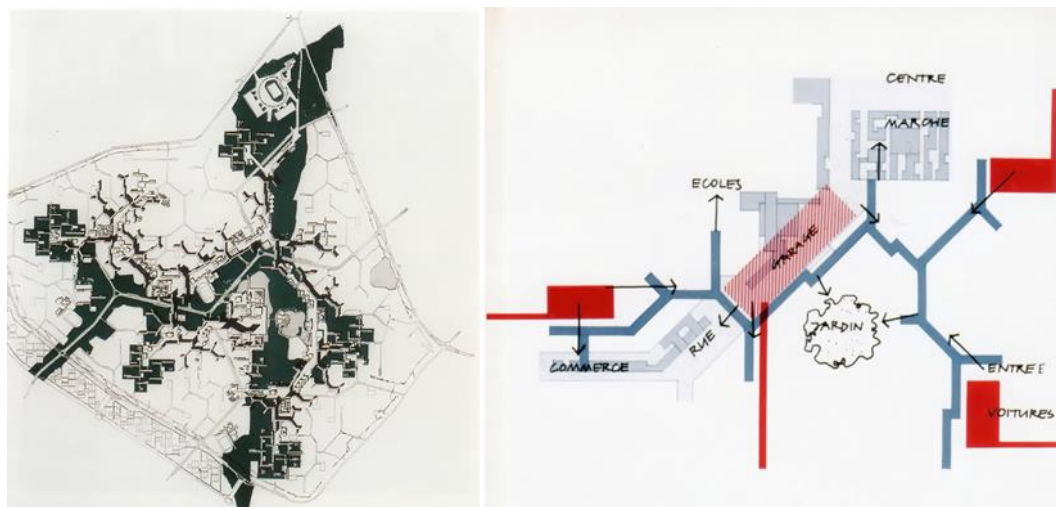 CENTRE
MARCHE
ECOLES
GARAGE
JARDIN
RUE
COMMERCE
ENTREE
VOITURES